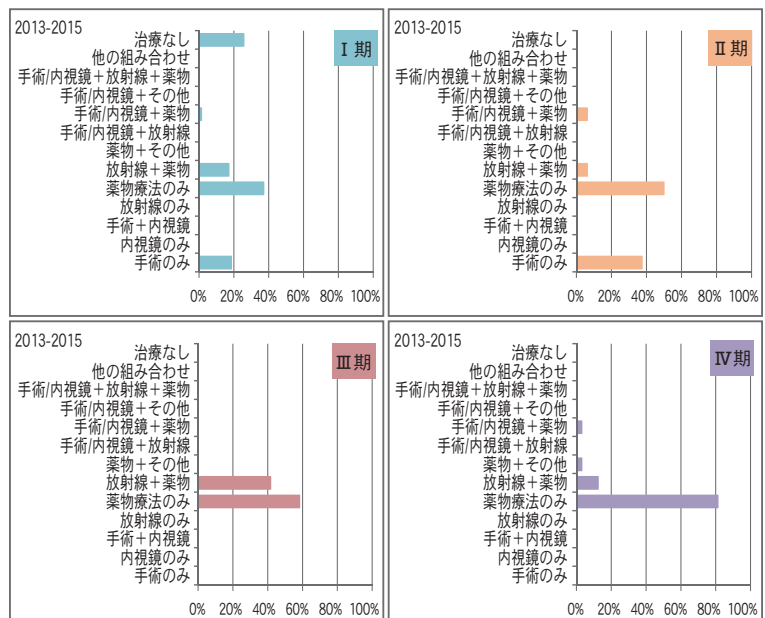 2013-2015
Ⅰ期
治療なし
他の組み合わせ
手術/内視鏡＋放射線＋薬物
手術/内視鏡＋その他
手術/内視鏡＋薬物
手術/内視鏡＋放射線
薬物＋その他
放射線＋薬物
薬物療法のみ
放射線のみ
手術＋内視鏡
内視鏡のみ
手術のみ
0% 20% 40% 60% 80% 100%
2013-2015
Ⅱ期
治療なし
他の組み合わせ
手術/内視鏡＋放射線＋薬物
手術/内視鏡＋その他
手術/内視鏡＋薬物
手術/内視鏡＋放射線
薬物＋その他
放射線＋薬物
薬物療法のみ
放射線のみ
手術＋内視鏡
内視鏡のみ
手術のみ
0% 20% 40% 60% 80% 100%
2013-2015
Ⅲ期
治療なし
他の組み合わせ
手術/内視鏡＋放射線＋薬物
手術/内視鏡＋その他
手術/内視鏡＋薬物
手術/内視鏡＋放射線
薬物＋その他
放射線＋薬物
薬物療法のみ
放射線のみ
手術＋内視鏡
内視鏡のみ
手術のみ
0% 20% 40% 60% 80% 100%
2013-2015
Ⅳ期
治療なし
他の組み合わせ
手術/内視鏡＋放射線＋薬物
手術/内視鏡＋その他
手術/内視鏡＋薬物
手術/内視鏡＋放射線
薬物＋その他
放射線＋薬物
薬物療法のみ
放射線のみ
手術＋内視鏡
内視鏡のみ
手術のみ
0% 20% 40% 60% 80% 100%